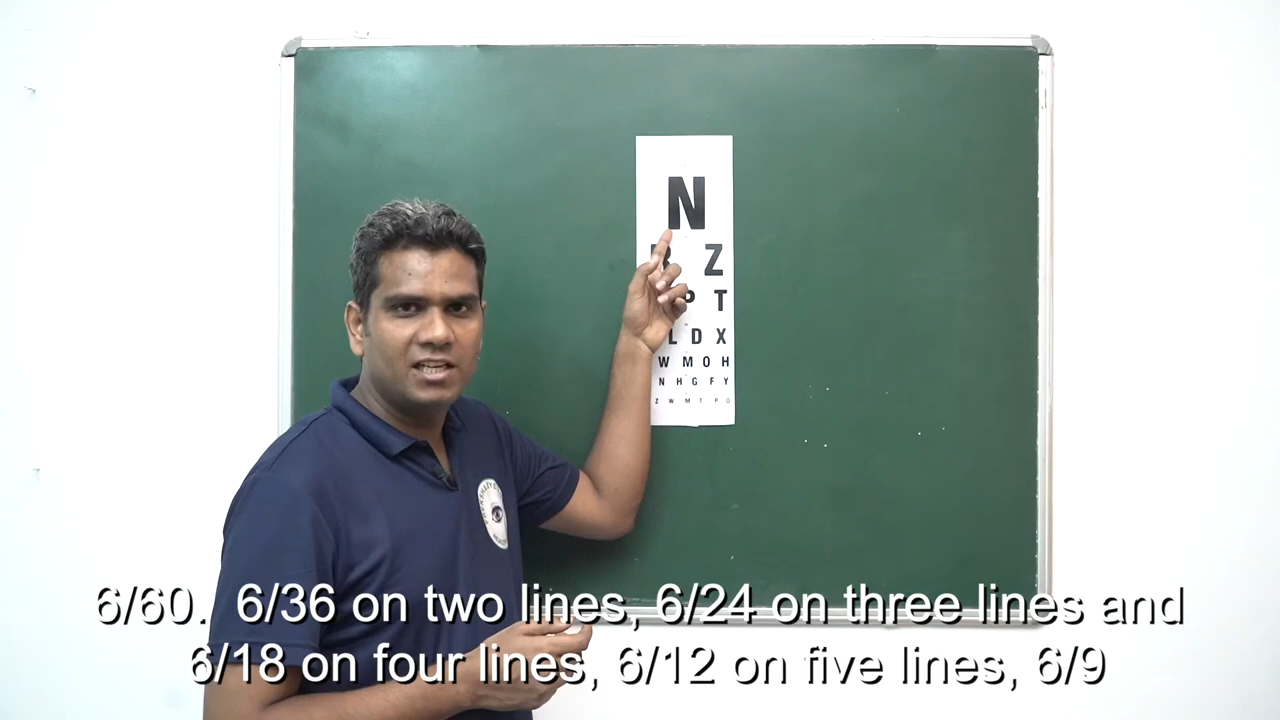 N
Z
P T
L D X
W M O H
N H G F Y
Z W M T P O
6/60. 6/36 on two lines, 6/24 on three lines and
6/18 on four lines, 6/12 on five lines, 6/9